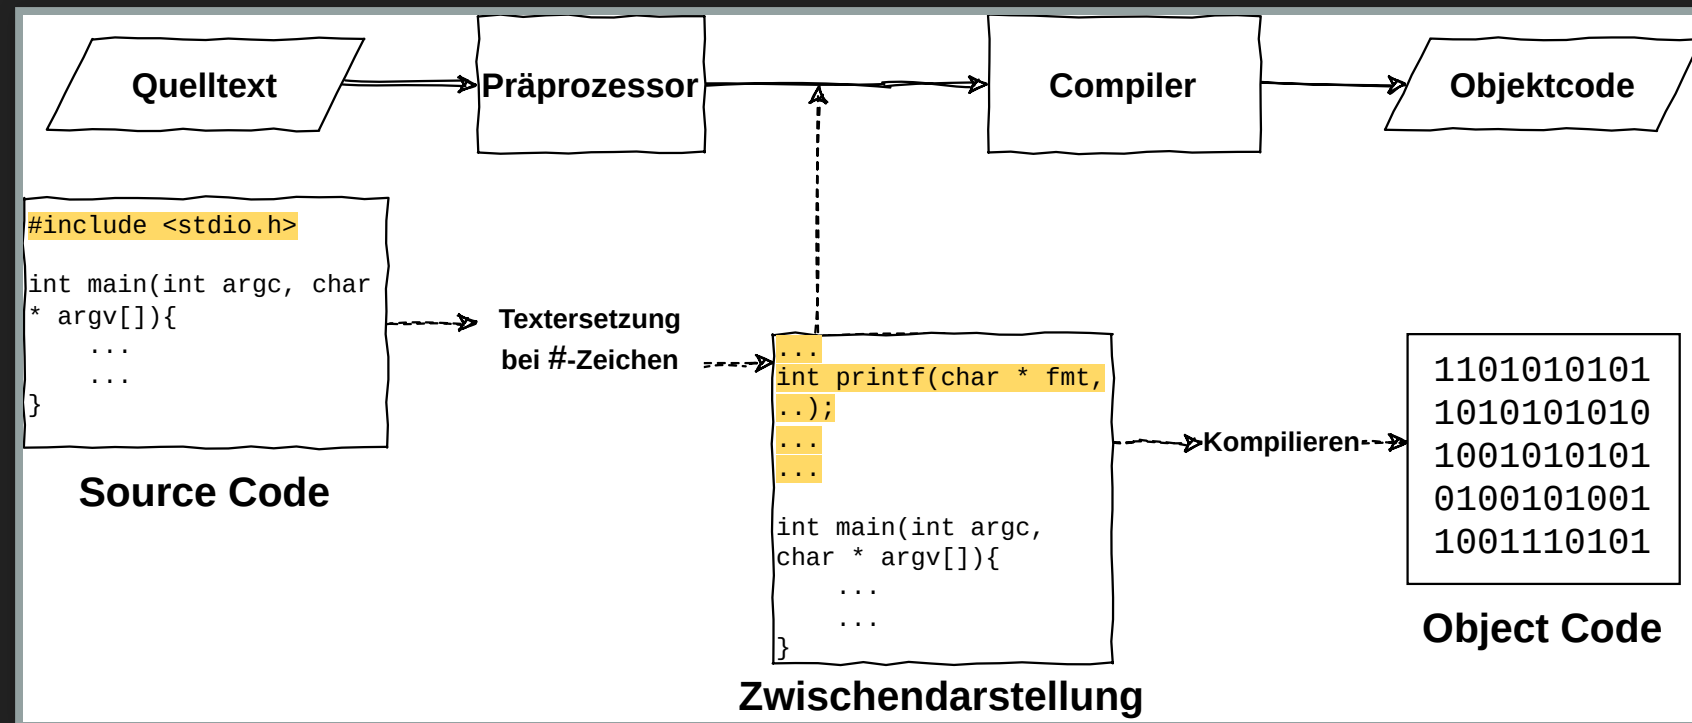 Quelltext
Präprozessor
Compiler
Objektcode
#include <stdio.h>
int main(int argc, char
* argv[]){
...
...
}
Source Code
Textersetzung
bei #-Zeichen
...
int printf(char * fmt,
..);
...
...
int main(int argc,
char * argv[]){
...
...
}
Zwischendarstellung
Kompilieren
1101010101
1010101010
1001010101
0100101001
1001110101
Object Code